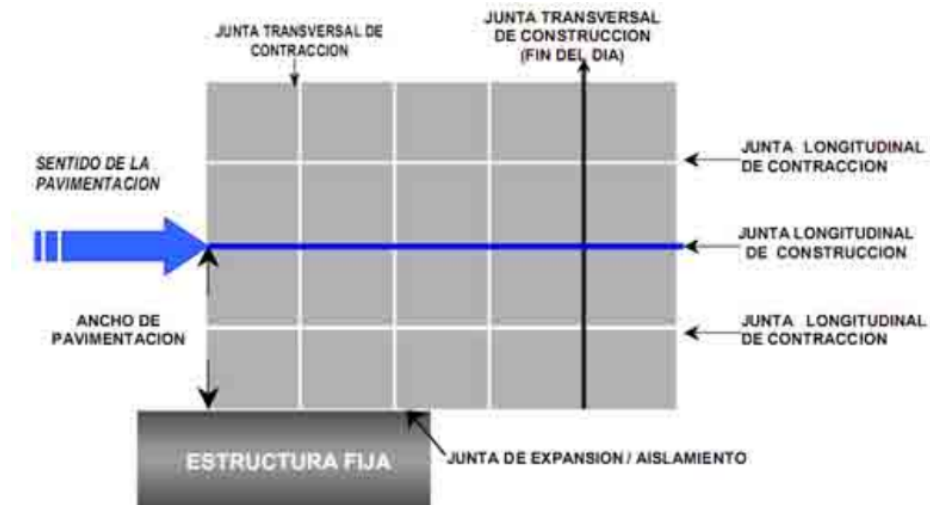 JUNTA TRANSVERSAL DE
CONTRACCION
JUNTA TRANSVERSAL
DE CONSTRUCCION
(FIN DEL DIA)
SENTIDO DE LA
PAVIMENTACION
JUNTA LONGITUDINAL
DE CONTRACCION
JUNTA LONGITUDINAL
DE CONSTRUCCION
ANCHO DE
PAVIMENTACION
JUNTA LONGITUDINAL
DE CONTRACCION
ESTRUCTURA FIJA
JUNTA DE EXPANSION / AISLAMIENTO